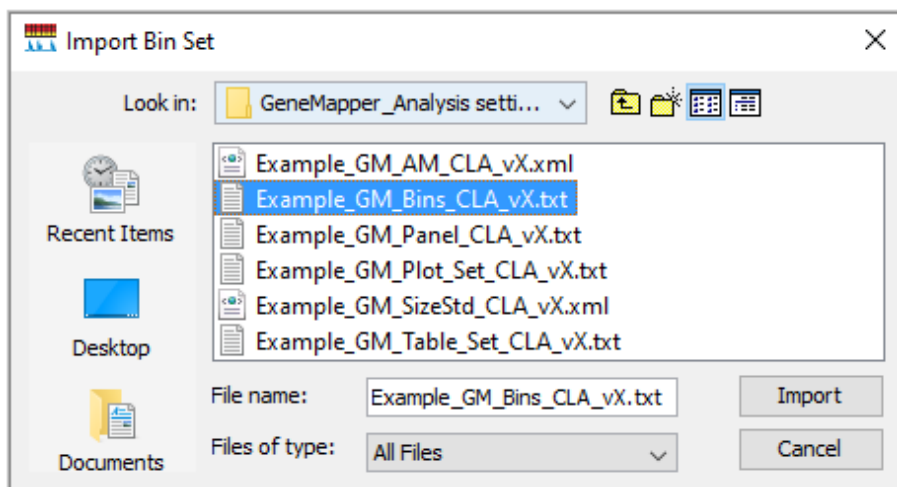 Import Bin Set
Look in: GeneMapper_Analysis setti...
Recent Items
Desktop
Documents
Example_GM_AM_CLA_vX.xml
Example_GM_Bins_CLA_vX.txt
Example_GM_Panel_CLA_vX.txt
Example_GM_Plot_Set_CLA_vX.txt
Example_GM_SizeStd_CLA_vX.xml
Example_GM_Table_Set_CLA_vX.txt
File name: Example_GM_Bins_CLA_vX.txt Import
Files of type: All Files Cancel